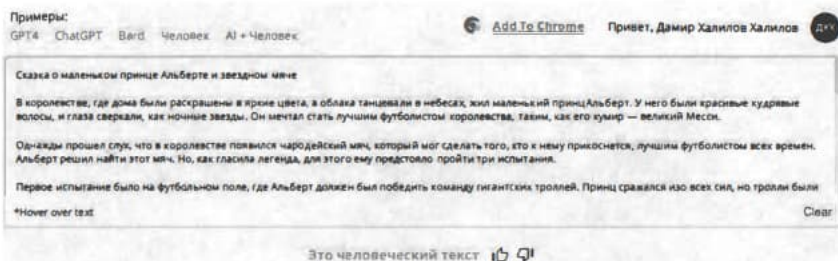 Примеры:
GPT4 ChatGPT Bard Человек AI + Человек
Add To Chrome Привет, Дамир Халилов Халилов
Сказка о маленьком принце Альберте и звездном мяче
В королевстве, где дома были раскрашены в яркие цвета, а облака танцевали в небесах, жил маленький принцАльберт. У него были красивые кудрявые
волосы, и глаза сверкали, как ночные звезды. Он мечтал стать лучшим футболистом королевства, таким, как его кумир — великий Месси.
Однажды прошел слух, что в королевстве появился чародейский мяч, который мог сделать того, кто к нему прикоснется, лучшим футболистом всех времен.
Альберт решил найти этот мяч. Но, как гласила легенда, для этого ему предстояло пройти три испытания.
Первое испытание было на футбольном поле, где Альберт должен был победить команду гигантских троллей. Принц сражался изо всех сил, но тролли были
*Hover over text Clear
Это человеческий текст